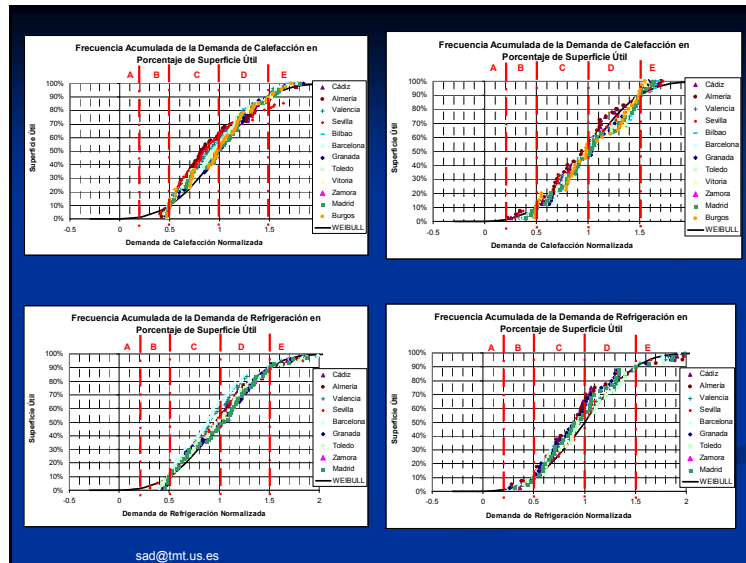 Frecuencia Acumulada de la Demanda de Calefacción en
Porcentaje de Superficie Útil
A B C D E
100%
90%
80%
70%
60%
50%
40%
30%
20%
10%
0%
Superficie Útil
-0.5 0 0.5 1 1.5 2
Demanda de Calefacción Normalizada
Cádiz
Almería
Valencia
Sevilla
Bilbao
Barcelona
Granada
Toledo
Vitoria
Zamora
Madrid
Burgos
WEIBULL
Frecuencia Acumulada de la Demanda de Calefacción en
Porcentaje de Superficie Útil
A B C D E
100%
90%
80%
70%
60%
50%
40%
30%
20%
10%
0%
Superficie Útil
-0.5 0 0.5 1 1.5 2
Demanda de Calefacción Normalizada
Cádiz
Almería
Valencia
Sevilla
Bilbao
Barcelona
Granada
Toledo
Vitoria
Zamora
Madrid
Burgos
WEIBULL
Frecuencia Acumulada de la Demanda de Refrigeración en
Porcentaje de Superficie Útil
A B C D E
100%
90%
80%
70%
60%
50%
40%
30%
20%
10%
0%
Superficie Útil
-0.5 0 0.5 1 1.5 2
Demanda de Refrigeración Normalizada
Cádiz
Almería
Valencia
Sevilla
Barcelona
Granada
Toledo
Zamora
Madrid
WEIBULL
Frecuencia Acumulada de la Demanda de Refrigeración en
Porcentaje de Superficie Útil
A B C D E
100%
90%
80%
70%
60%
50%
40%
30%
20%
10%
0%
Superficie Útil
-0.5 0 0.5 1 1.5 2
Demanda de Refrigeración Normalizada
Cádiz
Almería
Valencia
Sevilla
Barcelona
Granada
Toledo
Zamora
Madrid
WEIBULL
sad@tmt.us.es